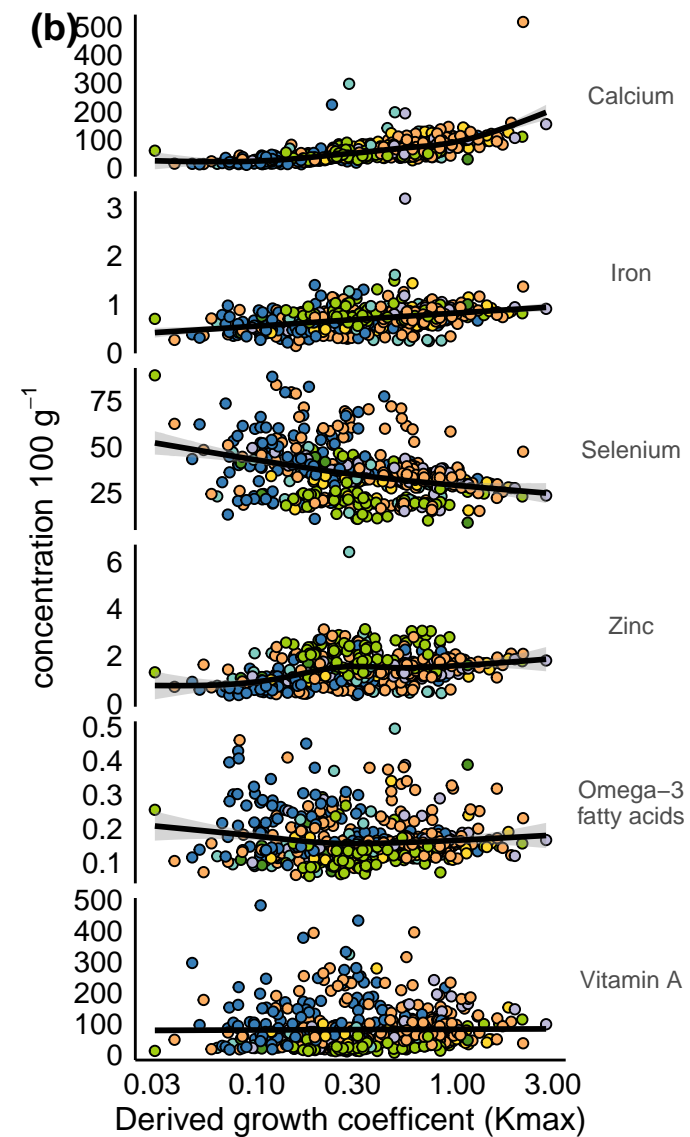 (b)
500
400
300
200
100
0
Calcium
3
2
1
0
Iron
75
50
25
Selenium
6
4
2
0
Zinc
0.5
0.4
0.3
0.2
0.1
Omega−3
fatty acids
500
400
300
200
100
0
Vitamin A
concentration 100 g⁻¹
0.03 0.10 0.30 1.00 3.00
Derived growth coefficent (Kmax)